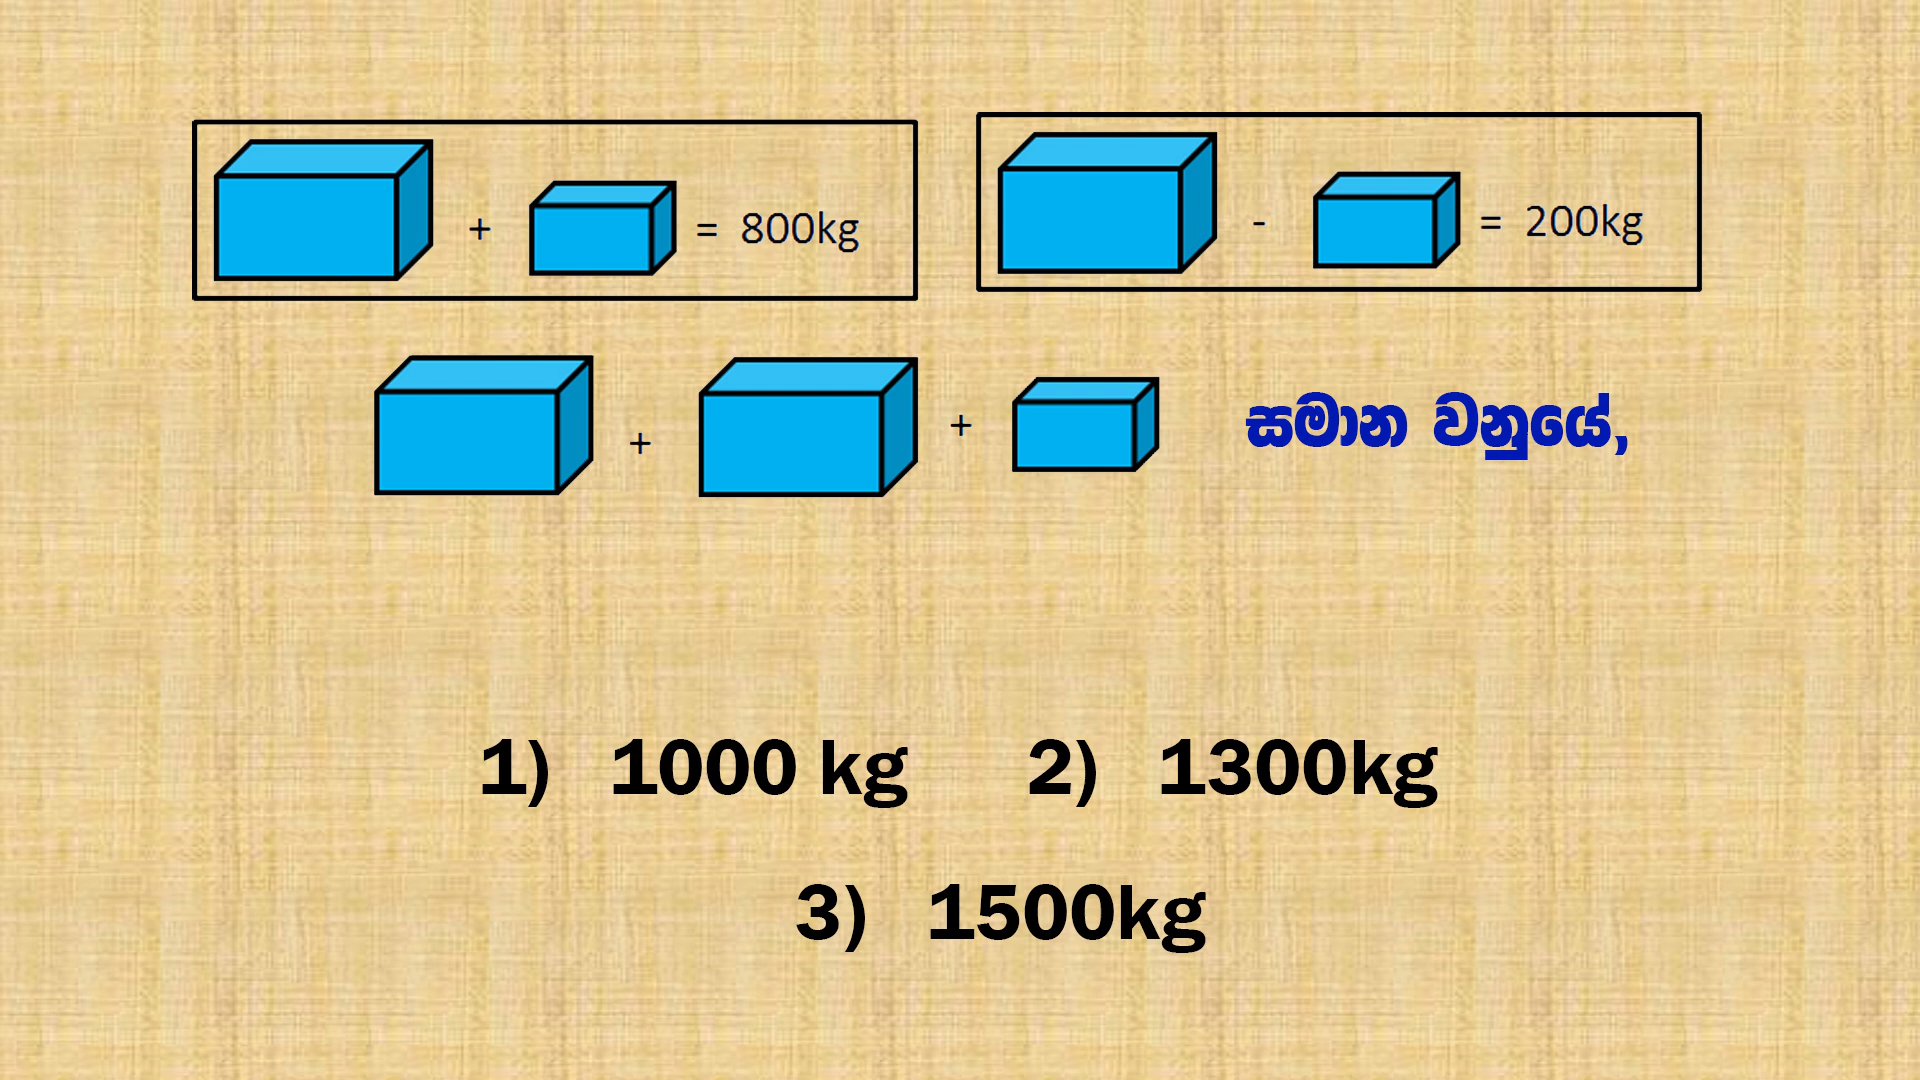 + = 800kg - = 200kg
+ + සමාන වනුයේ,
1) 1000 kg 2) 1300kg
3) 1500kg